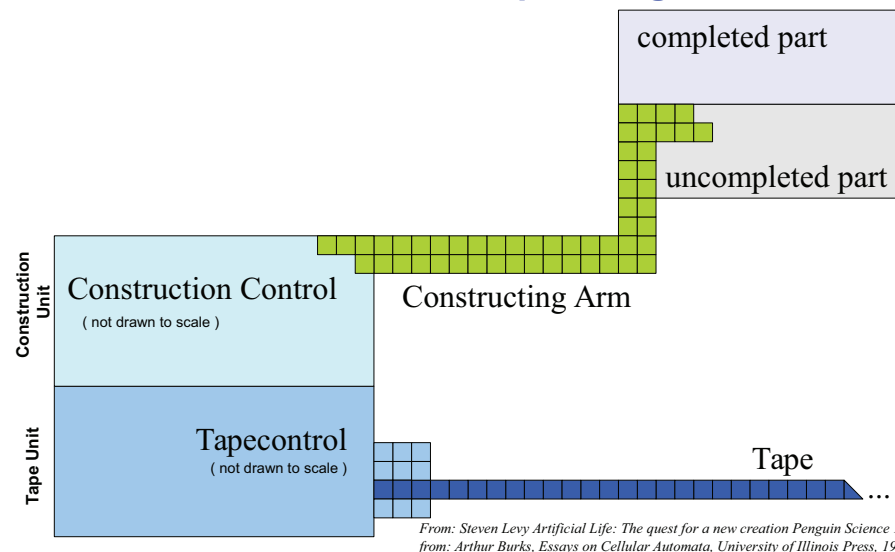 completed part
uncompleted part
Construction
Unit
Construction Control
( not drawn to scale )
Constructing Arm
Tape Unit
Tapecontrol
( not drawn to scale )
Tape
...
From: Steven Levy Artificial Life: The quest for a new creation Penguin Science
from: Arthur Burks, Essays on Cellular Automata, University of Illinois Press, 19